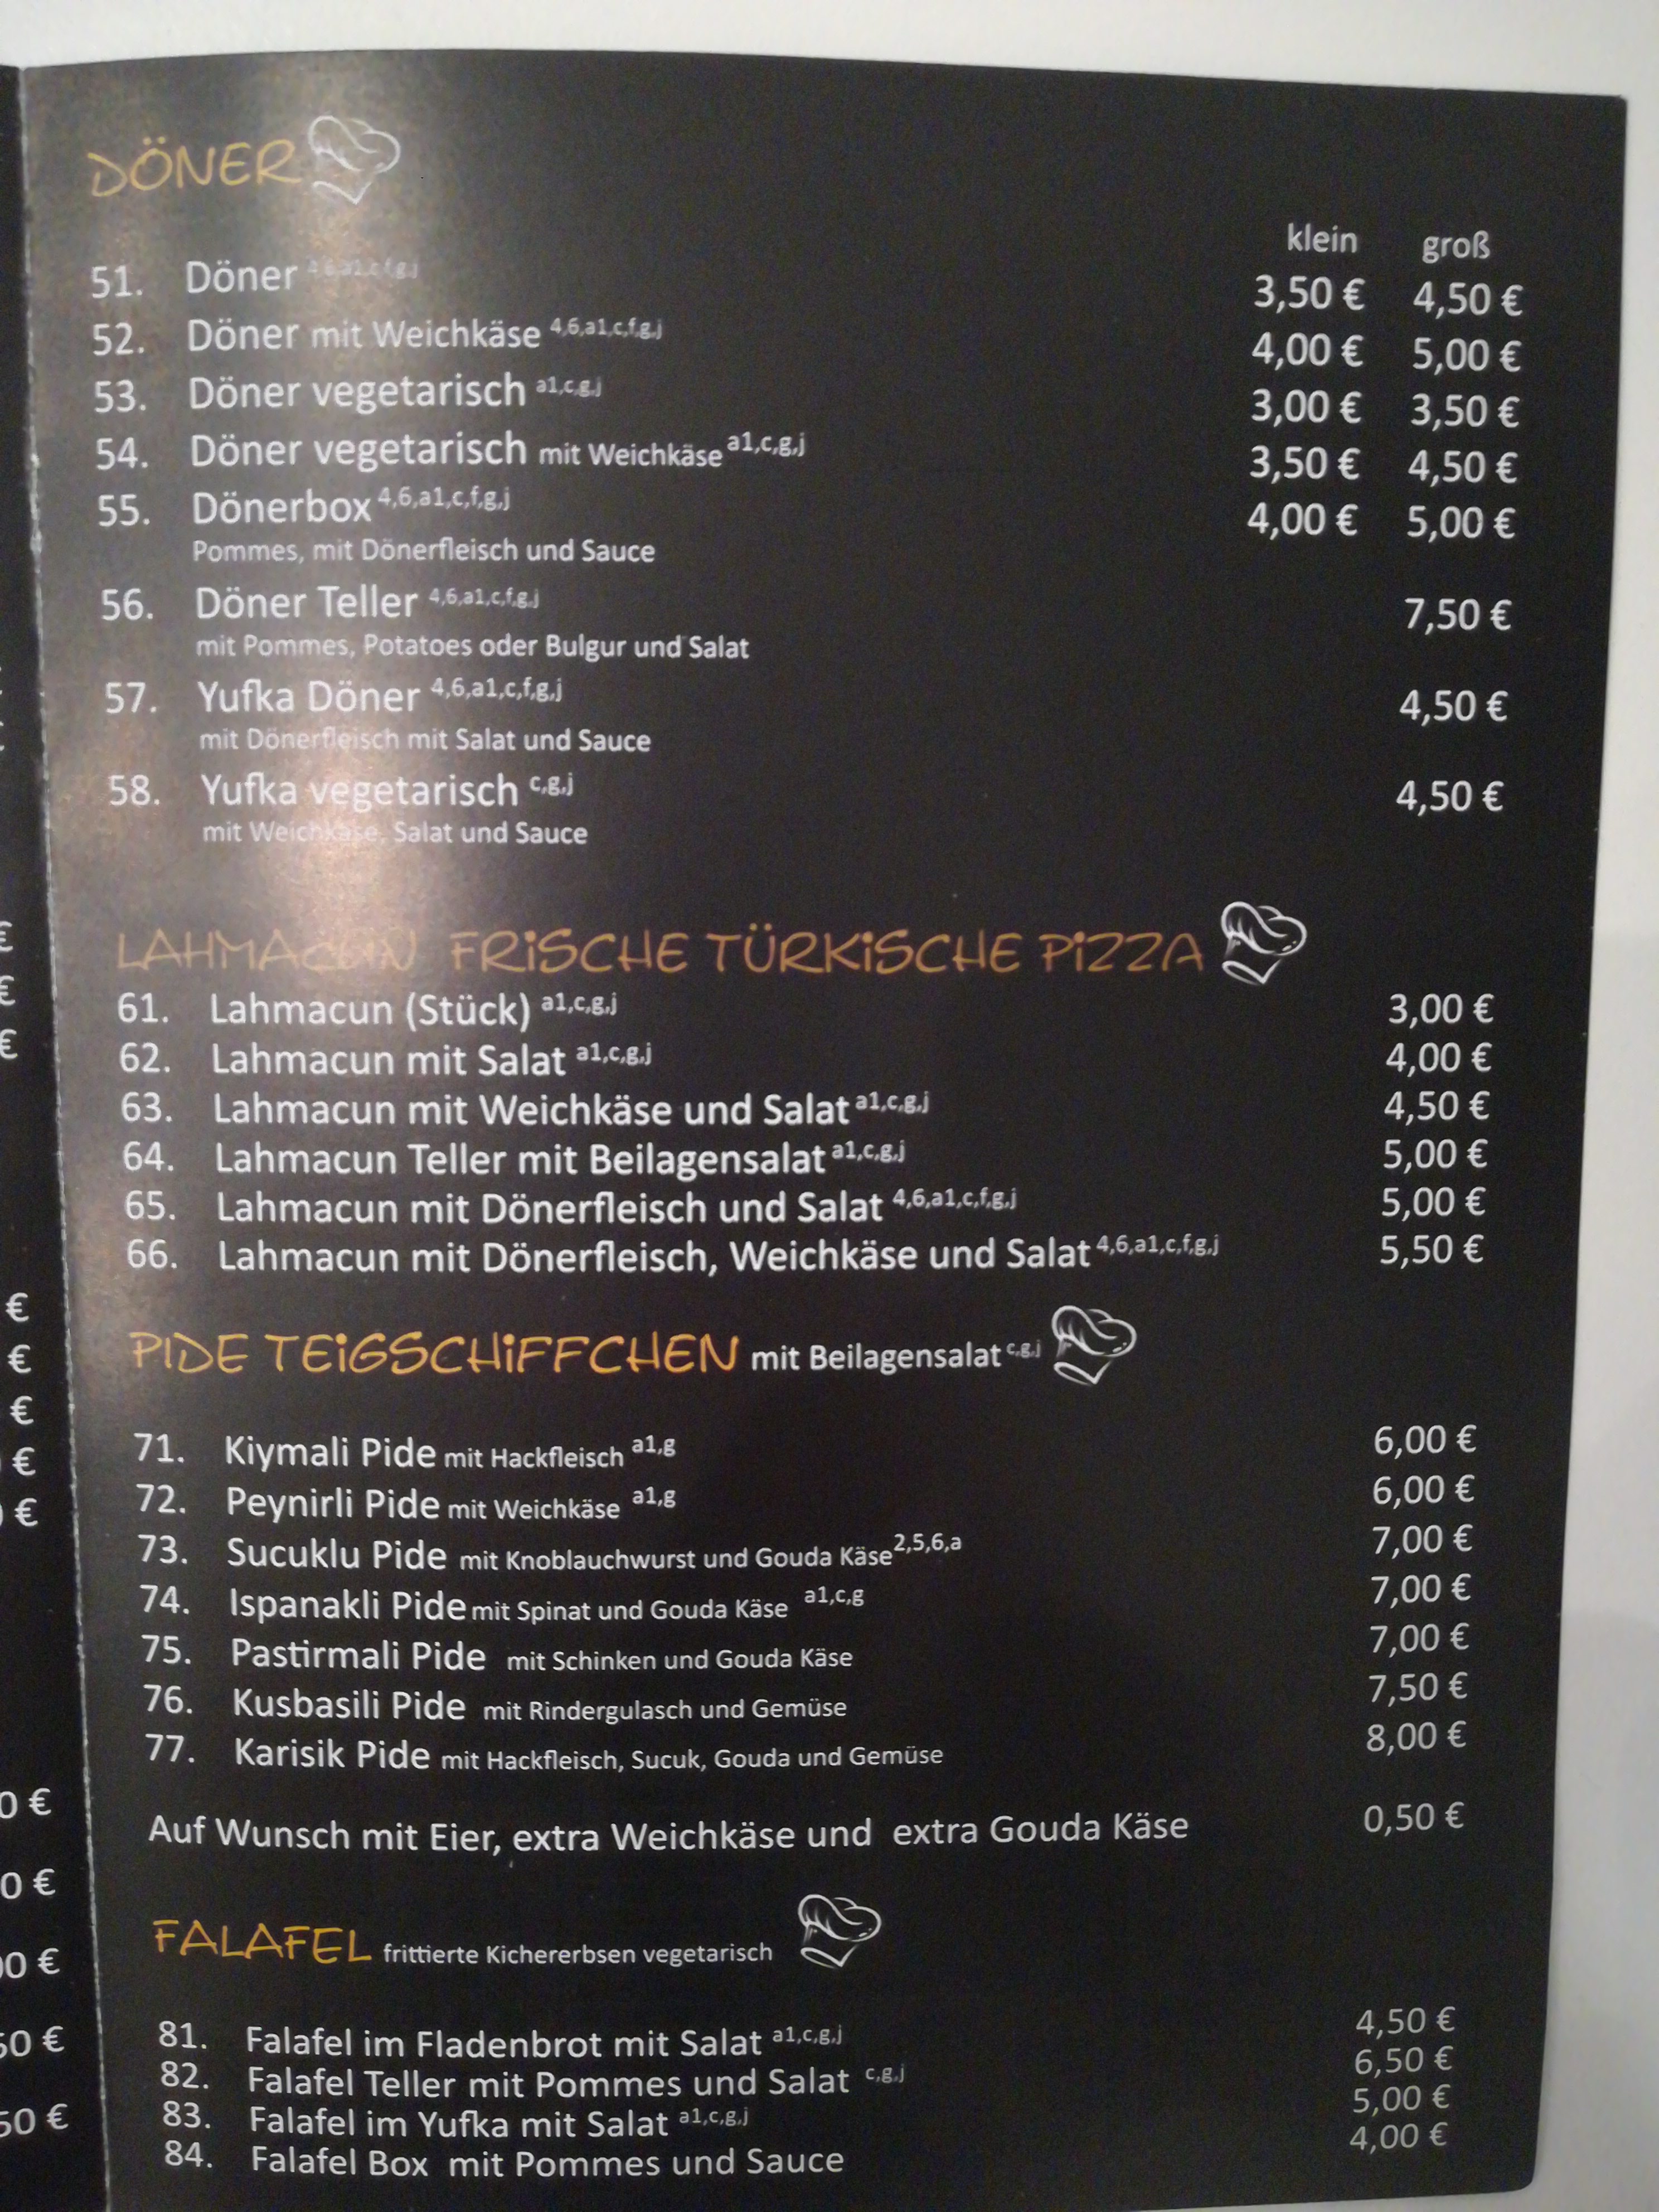 DÖNER
klein groß
51. Döner 4,6,a1,c,f,g,j 3,50 € 4,50 €
52. Döner mit Weichkäse 4,6,a1,c,f,g,j 4,00 € 5,00 €
53. Döner vegetarisch a1,c,g,j 3,00 € 3,50 €
54. Döner vegetarisch mit Weichkäse a1,c,g,j 3,50 € 4,50 €
55. Dönerbox 4,6,a1,c,f,g,j 4,00 € 5,00 €
Pommes, mit Dönerfleisch und Sauce
56. Döner Teller 4,6,a1,c,f,g,j 7,50 €
mit Pommes, Potatoes oder Bulgur und Salat
57. Yufka Döner 4,6,a1,c,f,g,j 4,50 €
mit Dönerfleisch mit Salat und Sauce
58. Yufka vegetarisch c,g,j 4,50 €
mit Weichkäse, Salat und Sauce
LAHMACUN FRISCHE TÜRKISCHE PIZZA
61. Lahmacun (Stück) a1,c,g,j 3,00 €
62. Lahmacun mit Salat a1,c,g,j 4,00 €
63. Lahmacun mit Weichkäse und Salat a1,c,g,j 4,50 €
64. Lahmacun Teller mit Beilagensalat a1,c,g,j 5,00 €
65. Lahmacun mit Dönerfleisch und Salat 4,6,a1,c,f,g,j 5,00 €
66. Lahmacun mit Dönerfleisch, Weichkäse und Salat 4,6,a1,c,f,g,j 5,50 €
PIDE TEIGSCHIFFCHEN mit Beilagensalat c,g,j
71. Kiymali Pide mit Hackfleisch a1,g 6,00 €
72. Peynirli Pide mit Weichkäse a1,g 6,00 €
73. Sucuklu Pide mit Knoblauchwurst und Gouda Käse 2,5,6,a 7,00 €
74. Ispanakli Pide mit Spinat und Gouda Käse a1,c,g 7,00 €
75. Pastirmali Pide mit Schinken und Gouda Käse 7,00 €
76. Kusbasili Pide mit Rindergulasch und Gemüse 7,50 €
77. Karisik Pide mit Hackfleisch, Sucuk, Gouda und Gemüse 8,00 €
Auf Wunsch mit Eier, extra Weichkäse und extra Gouda Käse 0,50 €
FALAFEL frittierte Kichererbsen vegetarisch
81. Falafel im Fladenbrot mit Salat a1,c,g,j 4,50 €
82. Falafel Teller mit Pommes und Salat c,g,j 6,50 €
83. Falafel im Yufka mit Salat a1,c,g,j 5,00 €
84. Falafel Box mit Pommes und Sauce 4,00 €